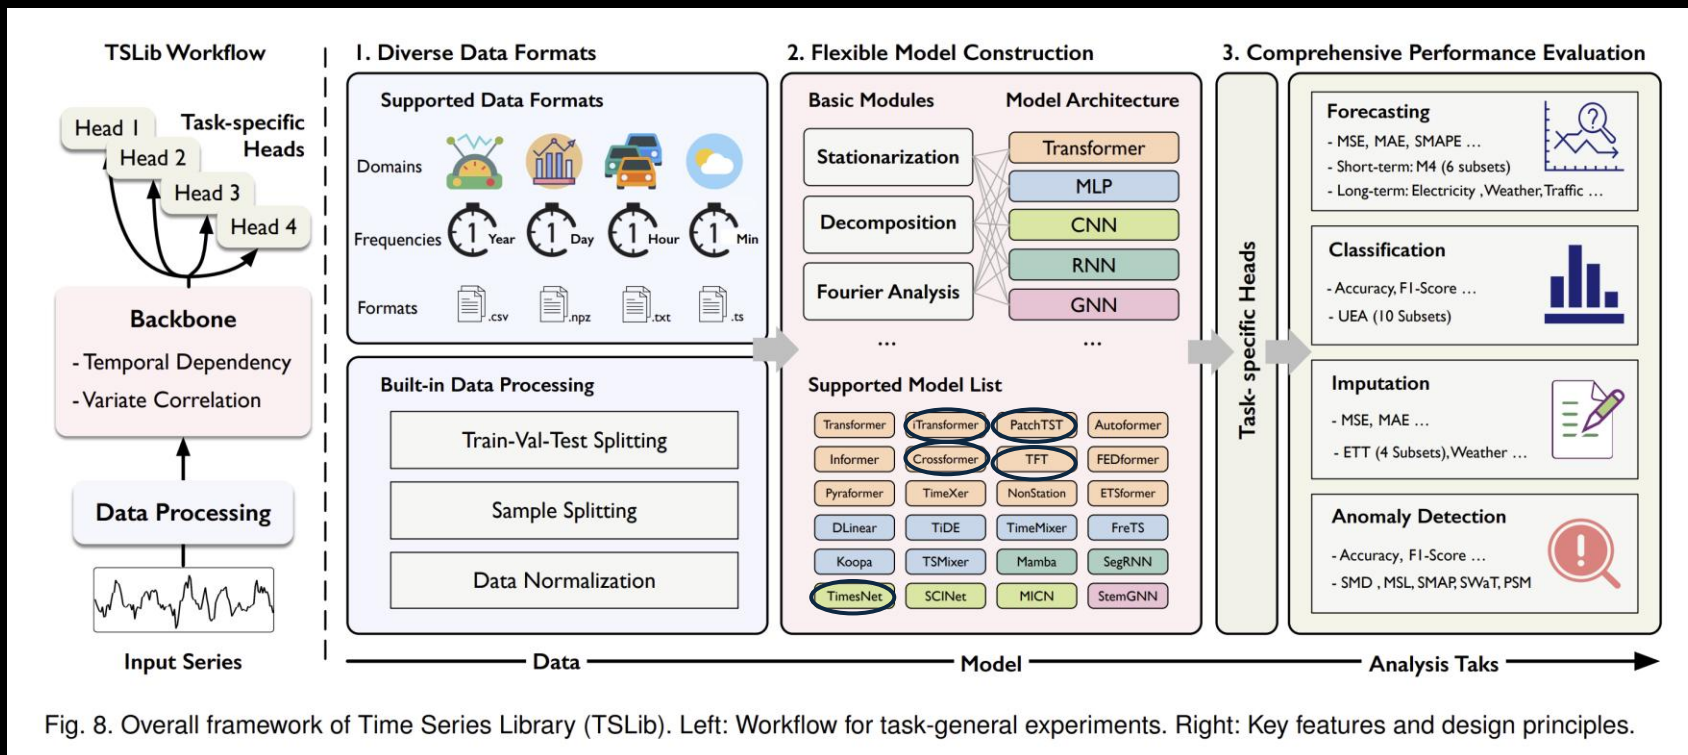 TSLib Workflow
Head 1
Head 2
Head 3
Head 4
Task-specific
Heads
Backbone
- Temporal Dependency
- Variate Correlation
Data Processing
Input Series
1. Diverse Data Formats
Supported Data Formats
Domains
Frequencies
1 Year
1 Day
1 Hour
1 Min
Formats
.csv
.npz
.txt
.ts
Built-in Data Processing
Train-Val-Test Splitting
Sample Splitting
Data Normalization
2. Flexible Model Construction
Basic Modules
Stationarization
Decomposition
Fourier Analysis
...
Model Architecture
Transformer
MLP
CNN
RNN
GNN
...
Supported Model List
Transformer iTransformer PatchTST Autoformer
Informer Crossformer TFT FEDformer
Pyraformer TimeXer NonStation ETSformer
DLinear TiDE TimeMixer FreTS
Koopa TSMixer Mamba SegRNN
TimesNet SCINet MICN StemGNN
Task- specific Heads
3. Comprehensive Performance Evaluation
Forecasting
- MSE, MAE, SMAPE ...
- Short-term: M4 (6 subsets)
- Long-term: Electricity ,Weather,Traffic ...
Classification
- Accuracy, F1-Score ...
- UEA (10 Subsets)
Imputation
- MSE, MAE ...
- ETT (4 Subsets),Weather ...
Anomaly Detection
- Accuracy, F1-Score ...
- SMD , MSL, SMAP, SWaT, PSM
Data
Model
Analysis Taks
Fig. 8. Overall framework of Time Series Library (TSLib). Left: Workflow for task-general experiments. Right: Key features and design principles.